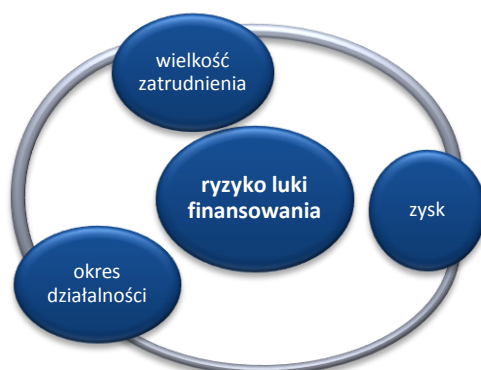 wielkość
zatrudnienia
ryzyko luki
finansowania
zysk
okres
działalności